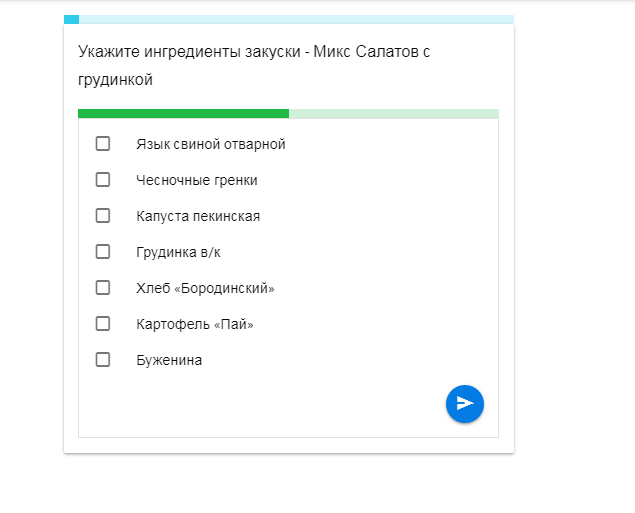 Укажите ингредиенты закуски - Микс Салатов с
грудинкой
Язык свиной отварной
Чесночные гренки
Капуста пекинская
Грудинка в/к
Хлеб «Бородинский»
Картофель «Пай»
Буженина